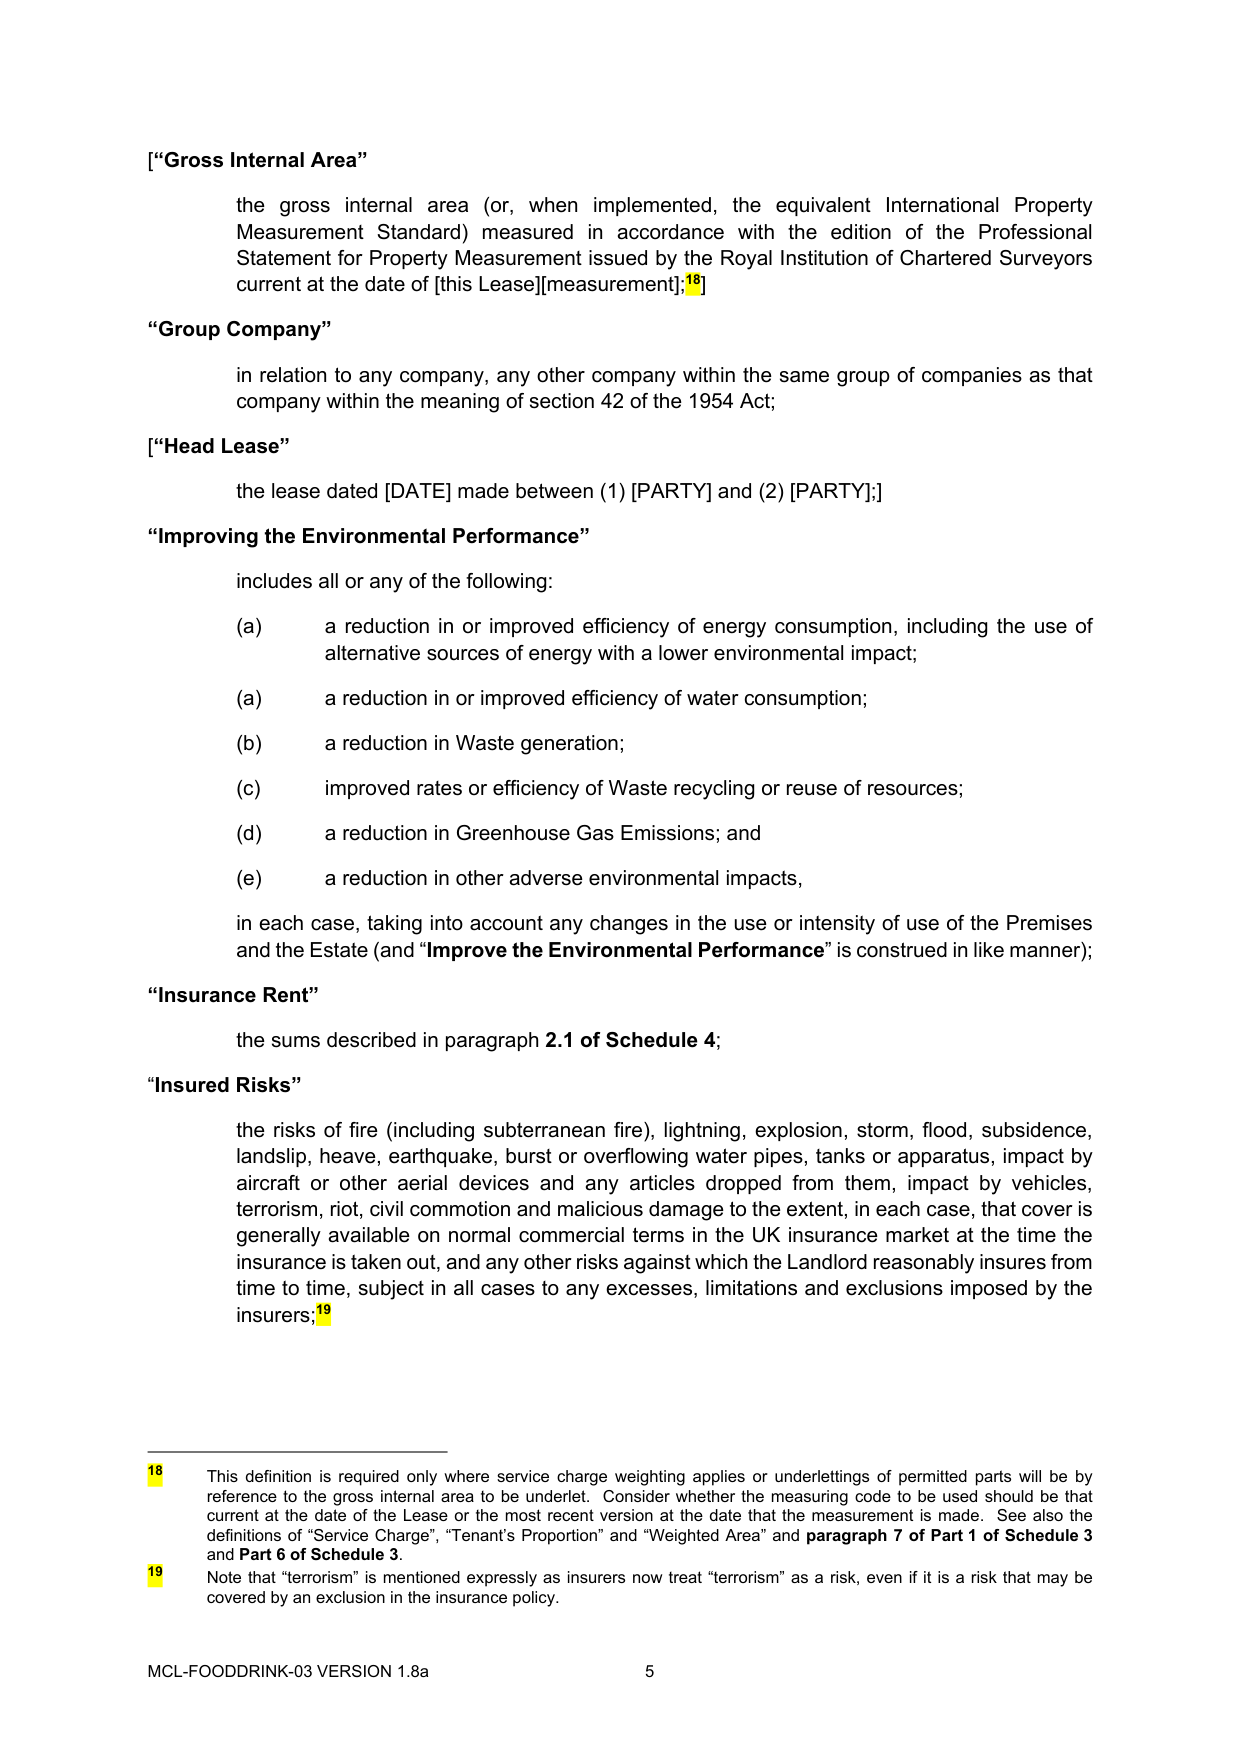 [“Gross Internal Area”
the gross internal area (or, when implemented, the equivalent International Property
Measurement Standard) measured in accordance with the edition of the Professional
Statement for Property Measurement issued by the Royal Institution of Chartered Surveyors
current at the date of [this Lease][measurement];18]
“Group Company”
in relation to any company, any other company within the same group of companies as that
company within the meaning of section 42 of the 1954 Act;
[“Head Lease”
the lease dated [DATE] made between (1) [PARTY] and (2) [PARTY];]
“Improving the Environmental Performance”
includes all or any of the following:
(a) a reduction in or improved efficiency of energy consumption, including the use of
alternative sources of energy with a lower environmental impact;
(a) a reduction in or improved efficiency of water consumption;
(b) a reduction in Waste generation;
(c) improved rates or efficiency of Waste recycling or reuse of resources;
(d) a reduction in Greenhouse Gas Emissions; and
(e) a reduction in other adverse environmental impacts,
in each case, taking into account any changes in the use or intensity of use of the Premises
and the Estate (and “Improve the Environmental Performance” is construed in like manner);
“Insurance Rent”
the sums described in paragraph 2.1 of Schedule 4;
“Insured Risks”
the risks of fire (including subterranean fire), lightning, explosion, storm, flood, subsidence,
landslip, heave, earthquake, burst or overflowing water pipes, tanks or apparatus, impact by
aircraft or other aerial devices and any articles dropped from them, impact by vehicles,
terrorism, riot, civil commotion and malicious damage to the extent, in each case, that cover is
generally available on normal commercial terms in the UK insurance market at the time the
insurance is taken out, and any other risks against which the Landlord reasonably insures from
time to time, subject in all cases to any excesses, limitations and exclusions imposed by the
insurers;19
18 This definition is required only where service charge weighting applies or underlettings of permitted parts will be by
reference to the gross internal area to be underlet.  Consider whether the measuring code to be used should be that
current at the date of the Lease or the most recent version at the date that the measurement is made.  See also the
definitions of “Service Charge”, “Tenant’s Proportion” and “Weighted Area” and paragraph 7 of Part 1 of Schedule 3
and Part 6 of Schedule 3.
19 Note that “terrorism” is mentioned expressly as insurers now treat “terrorism” as a risk, even if it is a risk that may be
covered by an exclusion in the insurance policy.
MCL-FOODDRINK-03 VERSION 1.8a 5